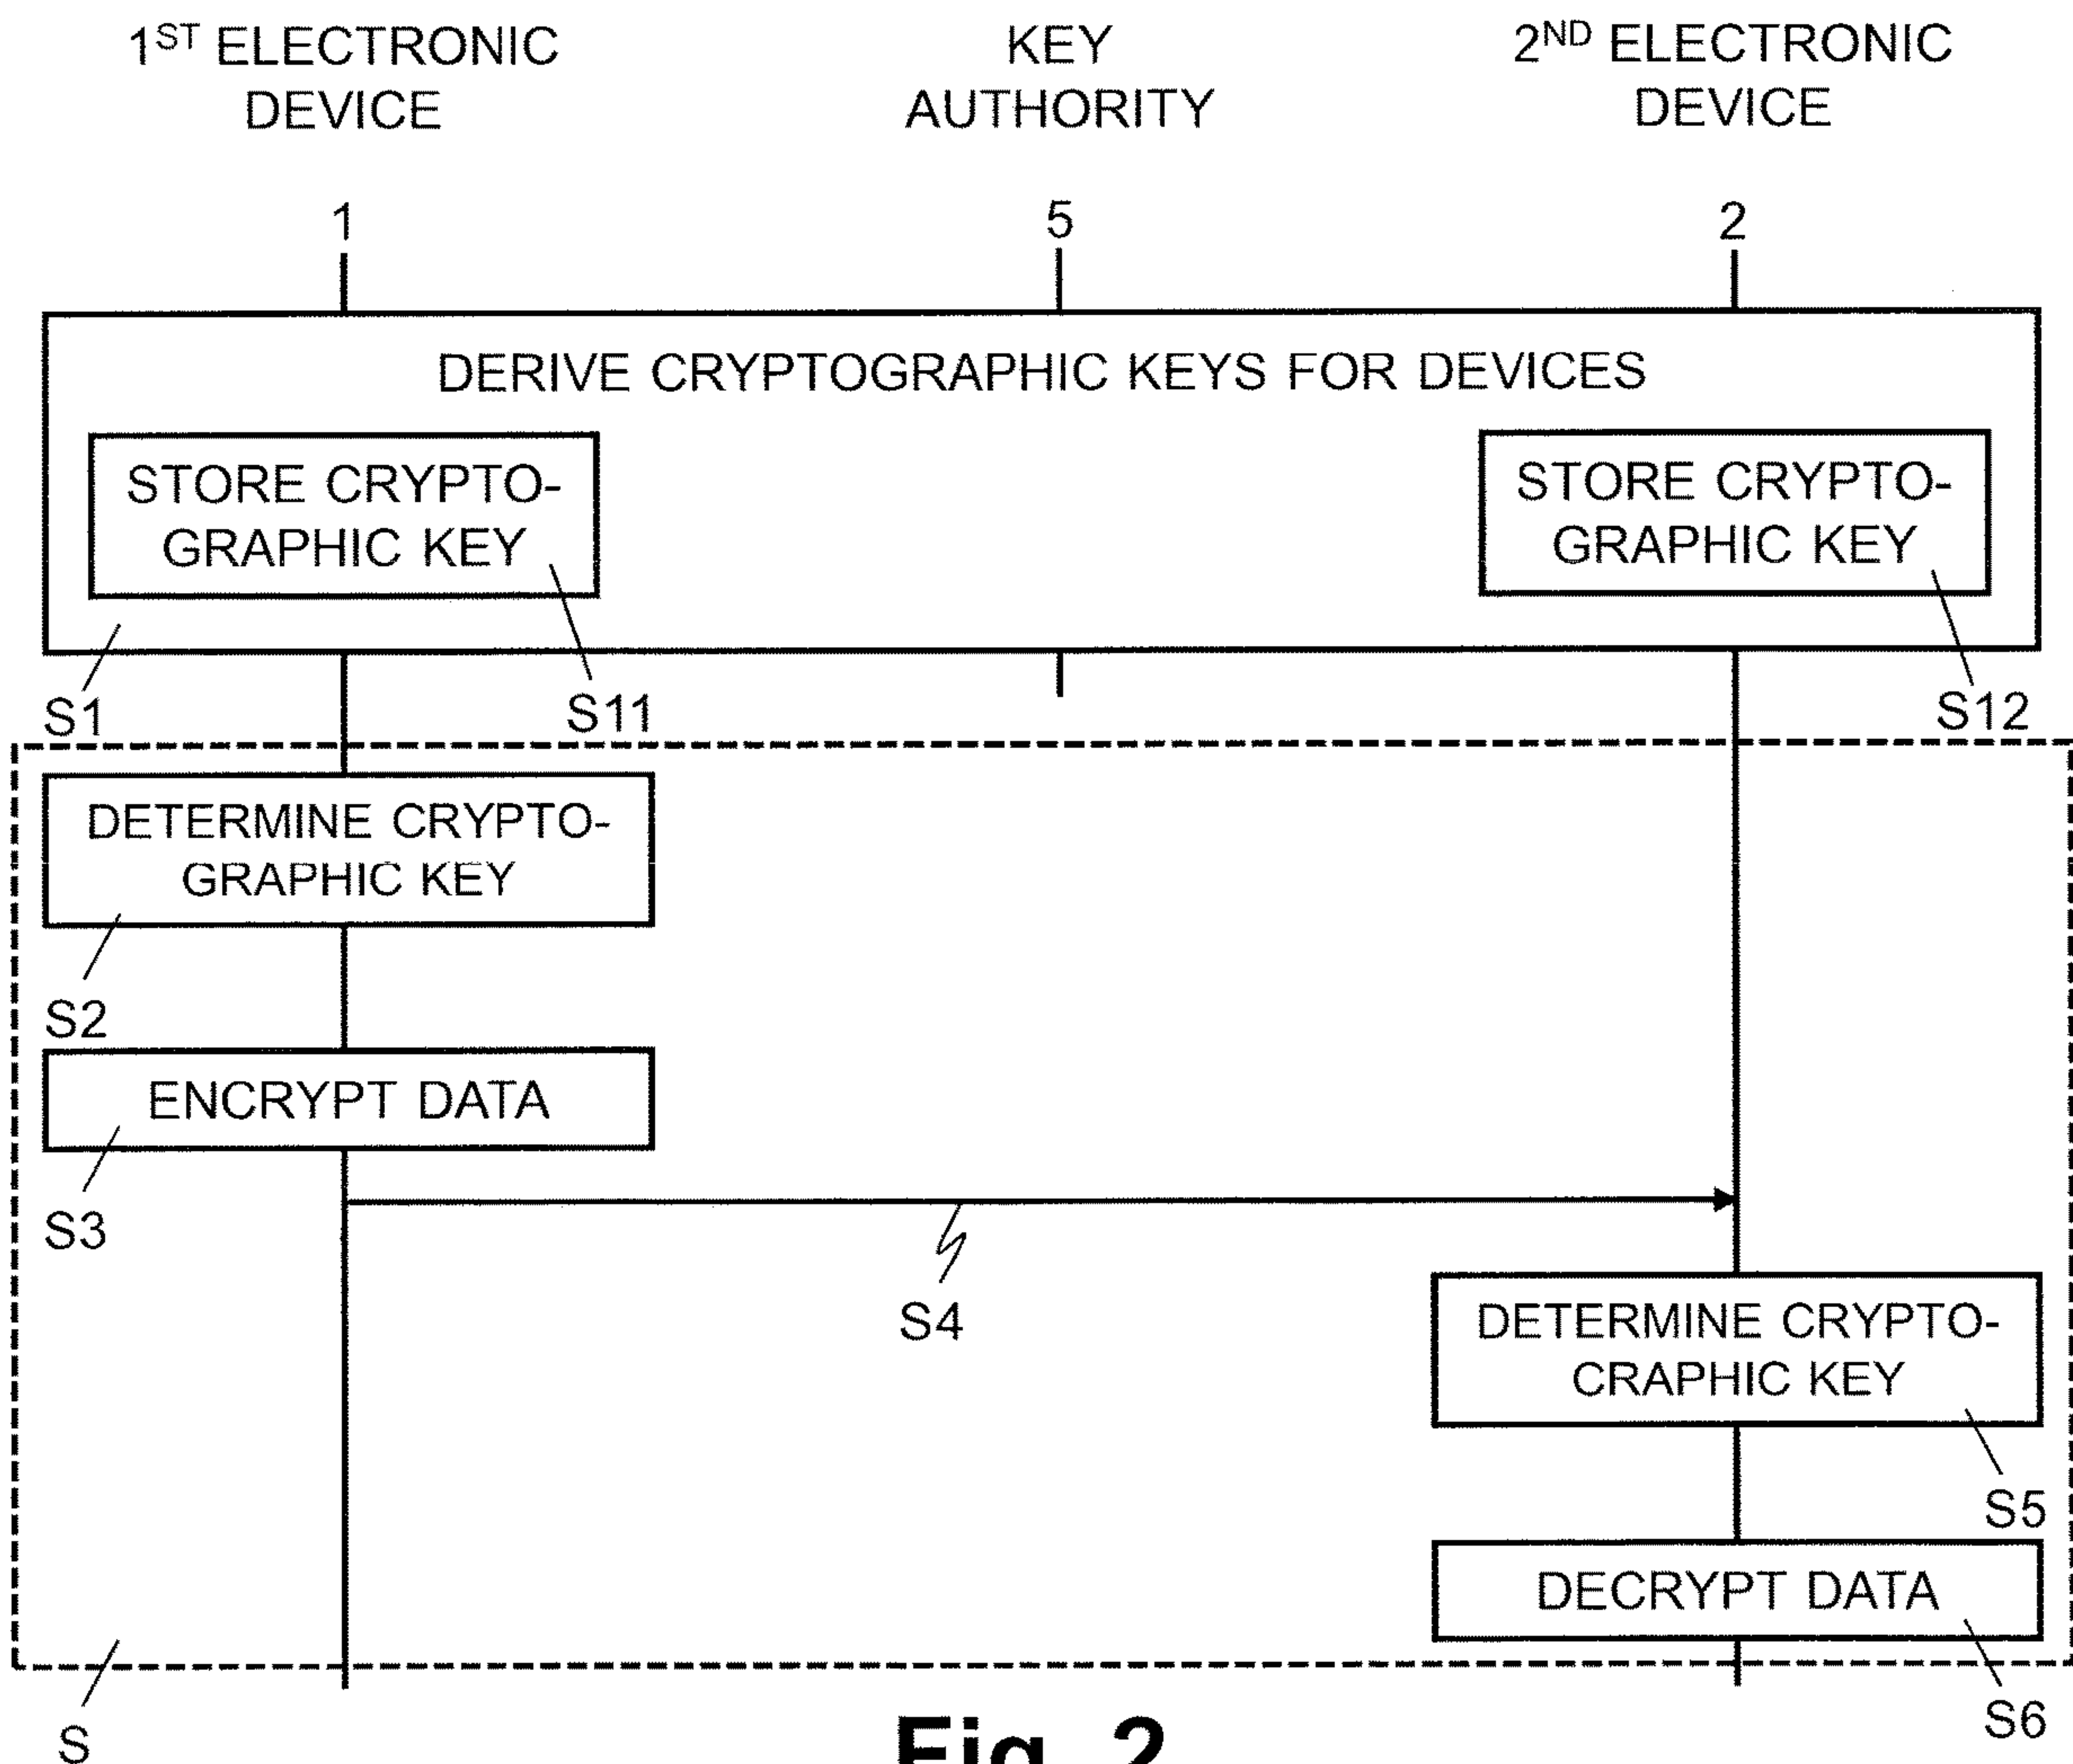 1ST ELECTRONIC
DEVICE
KEY
AUTHORITY
2ND ELECTRONIC
DEVICE
1
5
2
DERIVE CRYPTOGRAPHIC KEYS FOR DEVICES
STORE CRYPTO-
GRAPHIC KEY
STORE CRYPTO-
GRAPHIC KEY
S1
S11
S12
DETERMINE CRYPTO-
GRAPHIC KEY
S2
ENCRYPT DATA
S3
S4
DETERMINE CRYPTO-
CRAPHIC KEY
S5
DECRYPT DATA
S6
S
Fig. 2